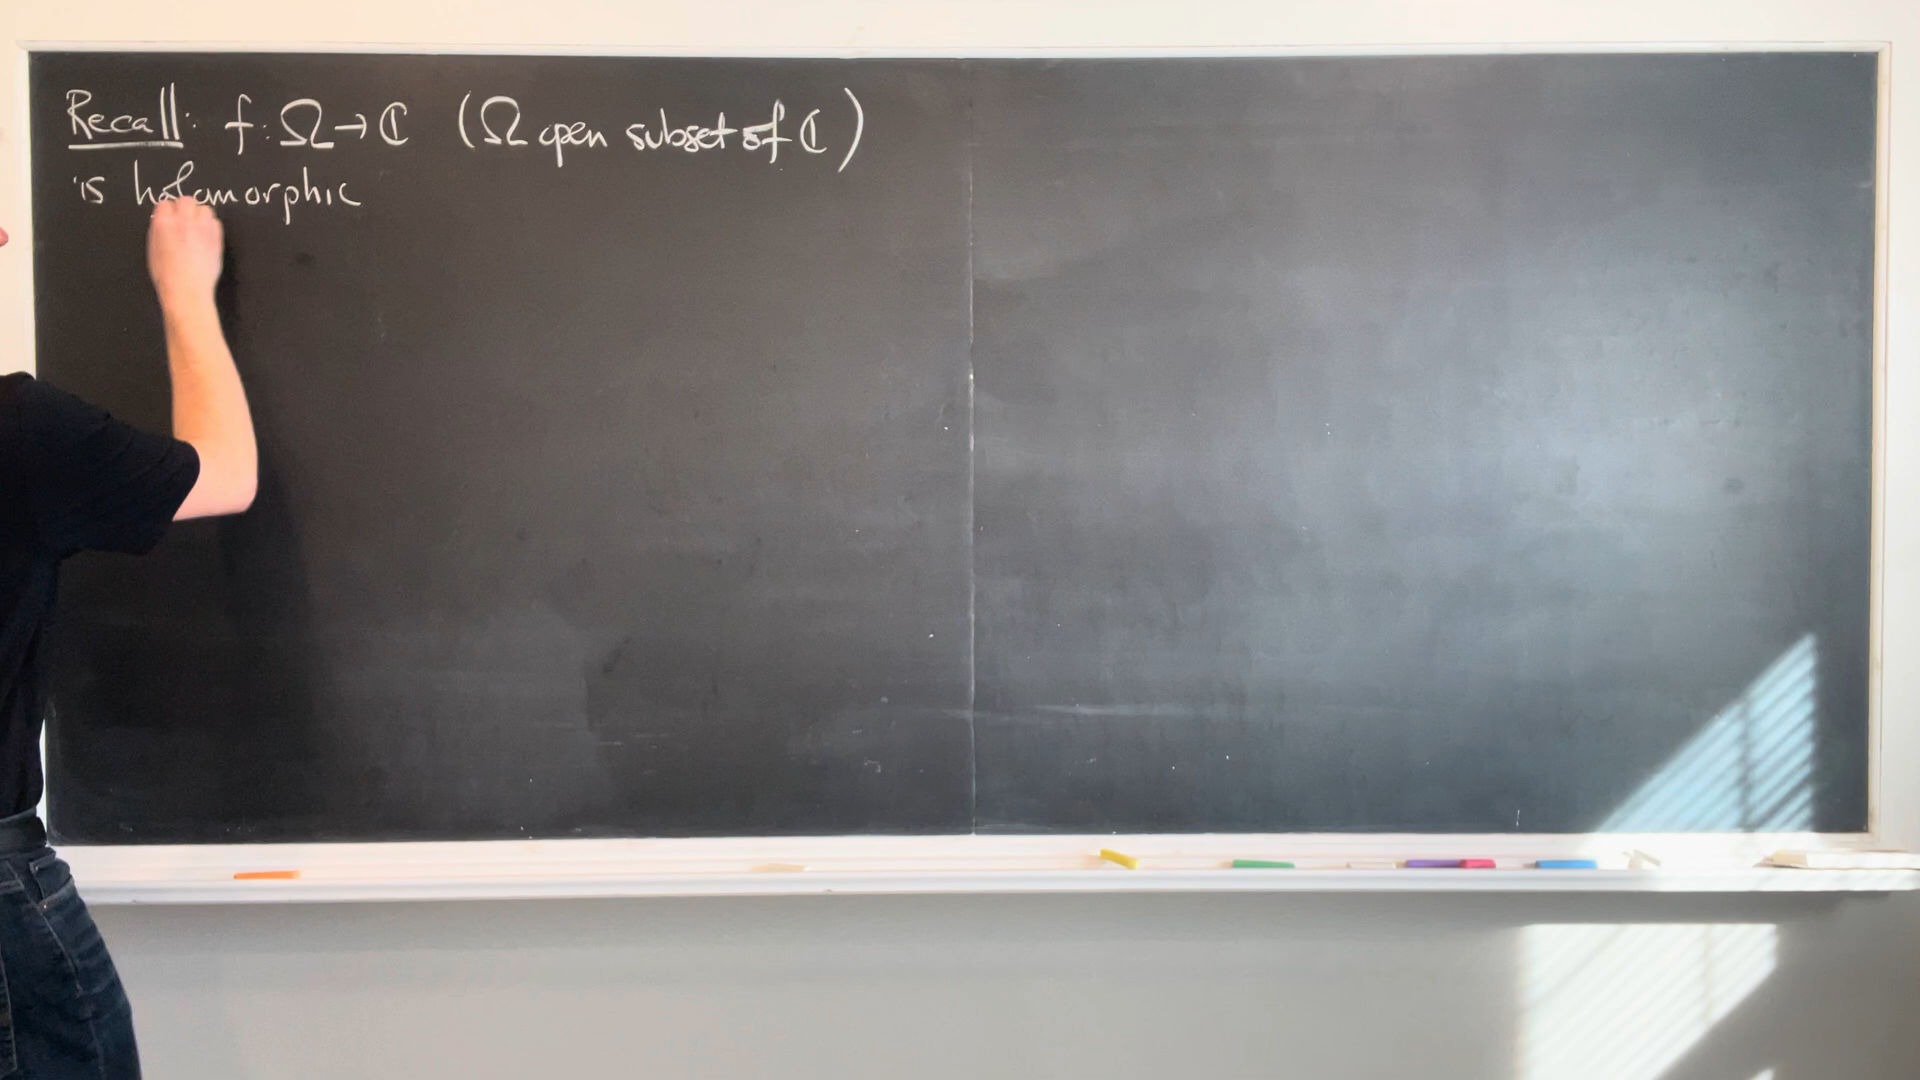 Recall: f: Ω → ℂ (Ω open subset of ℂ)
is holomorphic